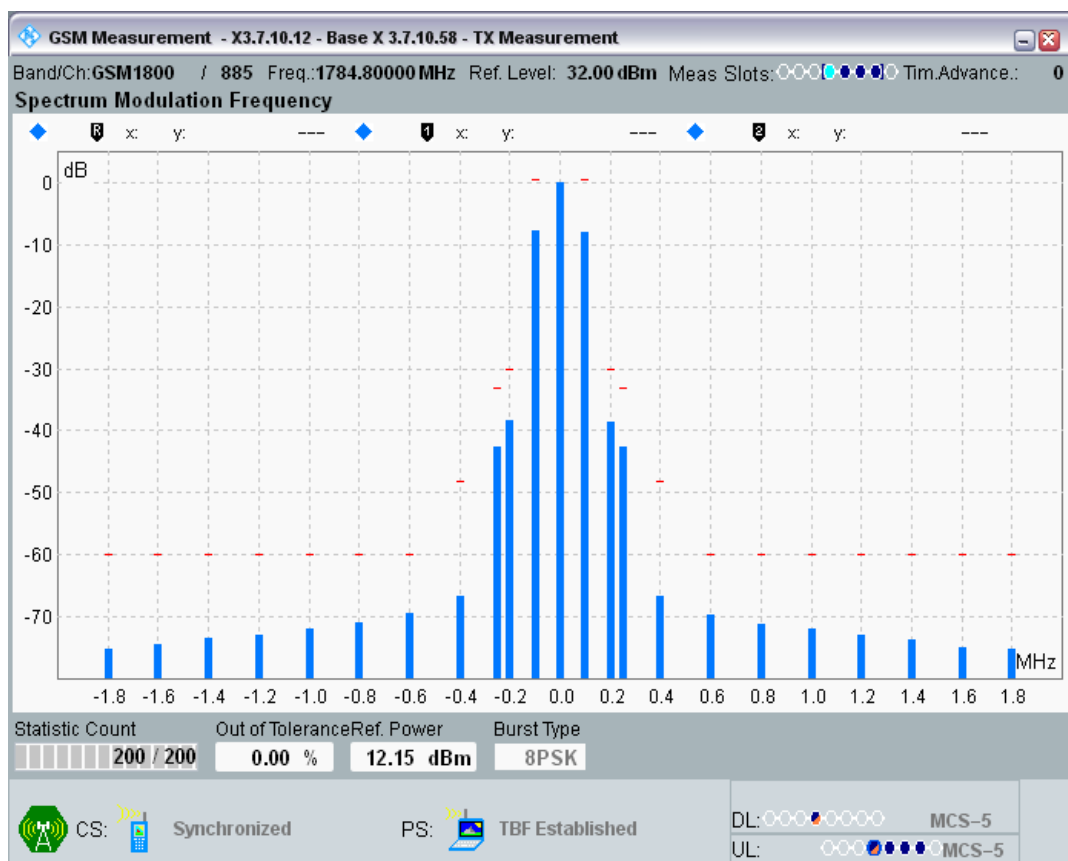 GSM Measurement - X3.7.10.12 - Base X 3.7.10.58 - TX Measurement
Band/Ch:GSM1800 / 885 Freq.:1784.80000 MHz Ref. Level: 32.00 dBm Meas Slots: Tim.Advance.: 0
Spectrum Modulation Frequency
R x: y: --- 1 x: y: --- 2 x: y: ---
dB
0
-10
-20
-30
-40
-50
-60
-70
MHz
-1.8 -1.6 -1.4 -1.2 -1.0 -0.8 -0.6 -0.4 -0.2 0.0 0.2 0.4 0.6 0.8 1.0 1.2 1.4 1.6 1.8
Statistic Count Out of Tolerance Ref. Power Burst Type
200 / 200 0.00 % 12.15 dBm 8PSK
CS: Synchronized PS: TBF Established DL: MCS-5
UL: MCS-5